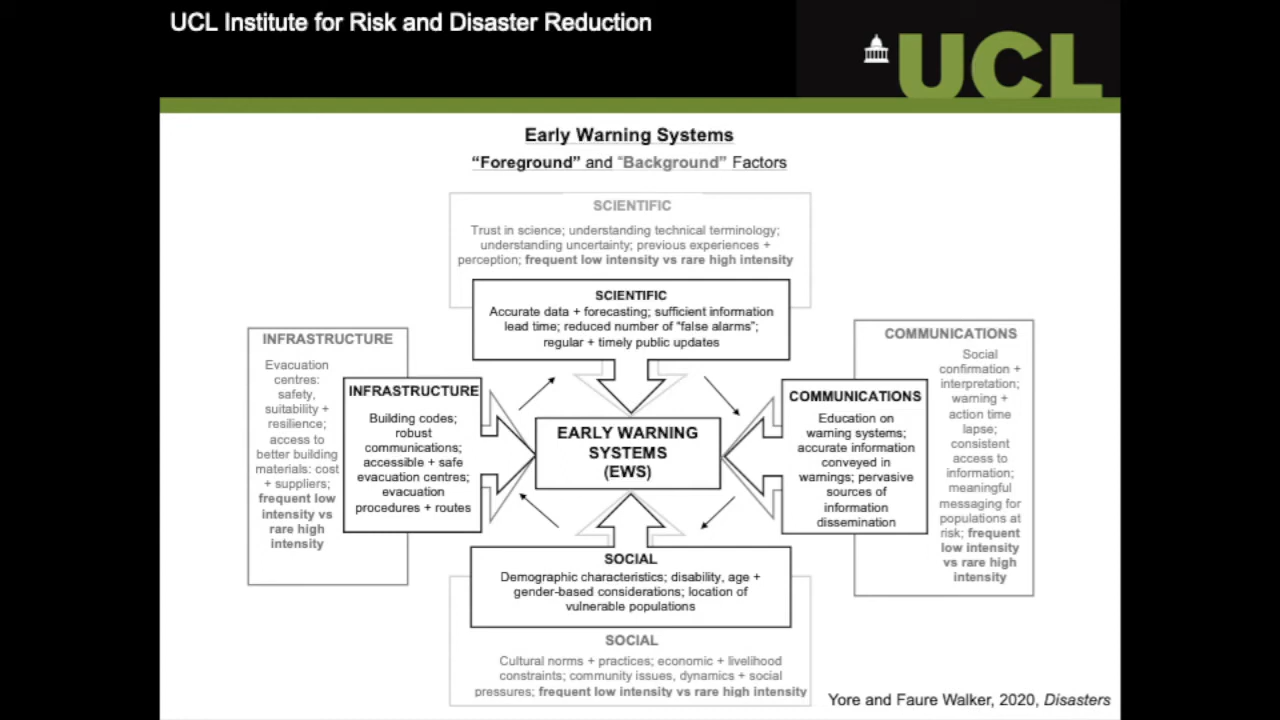 UCL Institute for Risk and Disaster Reduction
UCL
Early Warning Systems
“Foreground” and “Background” Factors
SCIENTIFIC
Trust in science; understanding technical terminology;
understanding uncertainty; previous experiences +
perception; frequent low intensity vs rare high intensity
SCIENTIFIC
Accurate data + forecasting; sufficient information
lead time; reduced number of "false alarms";
regular + timely public updates
INFRASTRUCTURE
Evacuation
centres:
safety,
suitability +
resilience;
access to
better building
materials: cost
+ suppliers;
frequent low
intensity vs
rare high
intensity
INFRASTRUCTURE
Building codes;
robust
communications;
accessible + safe
evacuation centres;
evacuation
procedures + routes
EARLY WARNING
SYSTEMS
(EWS)
COMMUNICATIONS
Education on
warning systems;
accurate information
conveyed in
warnings; pervasive
sources of
information
dissemination
COMMUNICATIONS
Social
confirmation +
interpretation;
warning +
action time
lapse;
consistent
access to
information;
meaningful
messaging for
populations at
risk; frequent
low intensity
vs rare high
intensity
SOCIAL
Demographic characteristics; disability, age +
gender-based considerations; location of
vulnerable populations
SOCIAL
Cultural norms + practices; economic + livelihood
constraints; community issues, dynamics + social
pressures; frequent low intensity vs rare high intensity
Yore and Faure Walker, 2020, Disasters